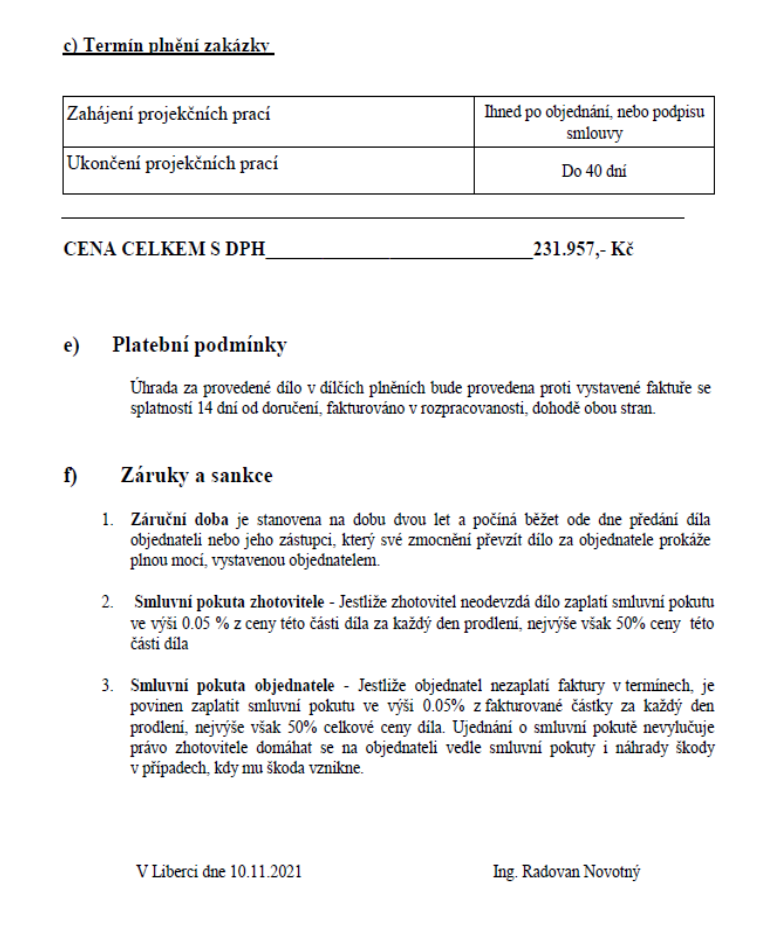 c) Termín plnění zakázky
Zahájení projekčních prací
Ihned po objednání, nebo podpisu
smlouvy
Ukončení projekčních prací
Do 40 dní
CENA CELKEM S DPH____________________________231.957,- Kč
e) Platební podmínky
Úhrada za provedené dílo v dílčích plněních bude provedena proti vystavené faktuře se
splatností 14 dní od doručení, fakturováno v rozpracovanosti, dohodě obou stran.
f) Záruky a sankce
1. Záruční doba je stanovena na dobu dvou let a počíná běžet ode dne předání díla
objednateli nebo jeho zástupci, který své zmocnění převzít dílo za objednatele prokáže
plnou mocí, vystavenou objednatelem.
2. Smluvní pokuta zhotovitele - Jestliže zhotovitel neodevzdá dílo zaplatí smluvní pokutu
ve výši 0.05 % z ceny této části díla za každý den prodlení, nejvýše však 50% ceny této
části díla
3. Smluvní pokuta objednatele - Jestliže objednatel nezaplatí faktury v termínech, je
povinen zaplatit smluvní pokutu ve výši 0.05% z fakturované částky za každý den
prodlení, nejvýše však 50% celkové ceny díla. Ujednání o smluvní pokutě nevylučuje
právo zhotovitele domáhat se na objednateli vedle smluvní pokuty i náhrady škody
v případech, kdy mu škoda vznikne.
V Liberci dne 10.11.2021
Ing. Radovan Novotný